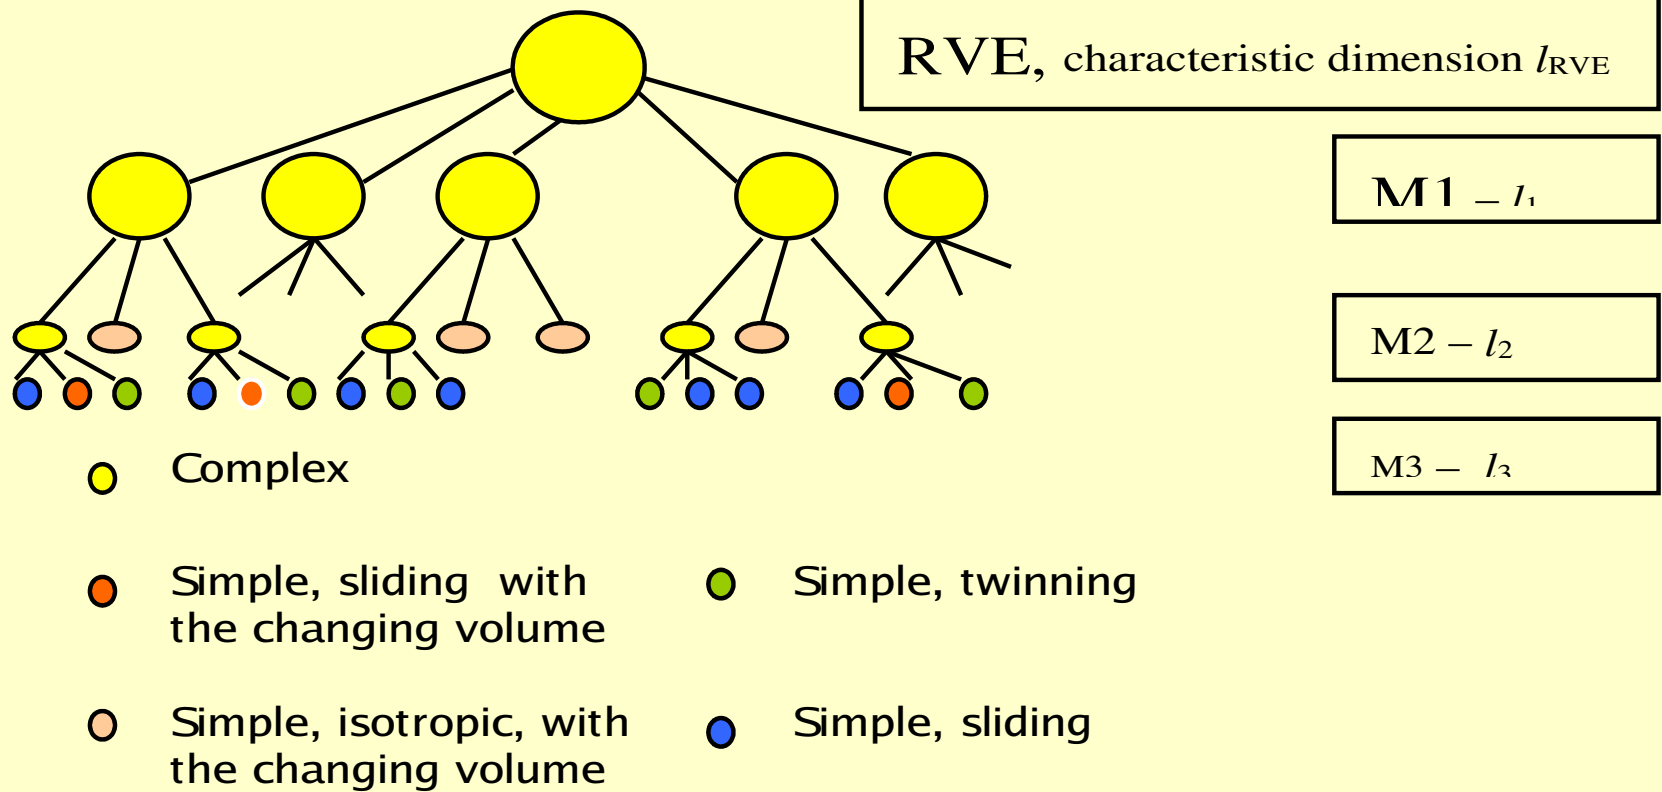 RVE, characteristic dimension lRVE
M1 – l1
M2 – l2
M3 – l3
Complex
Simple, sliding with
the changing volume
Simple, twinning
Simple, isotropic, with
the changing volume
Simple, sliding